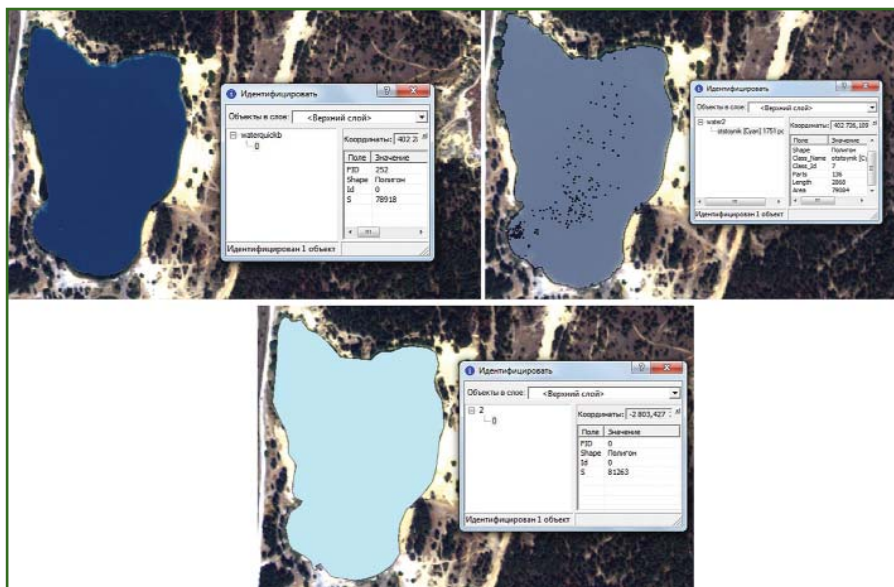 Идентифицировать
Объекты в слое: <Верхний слой>
waterquickb
0
Координаты:
Поле Значение
FID 252
Shape Полигон
Id 0
S 78918
Идентифицирован 1 объект
Идентифицировать
Объекты в слое: <Верхний слой>
water2
Координаты:
Поле Значение
Shape Полигон
Class_Name
Class_Id 7
Parts 136
Length 2868
Area
Идентифицирован 1 объект
Идентифицировать
Объекты в слое: <Верхний слой>
2
0
Координаты: -2 803,427
Поле Значение
FID 0
Shape Полигон
Id 0
S 81263
Идентифицирован 1 объект